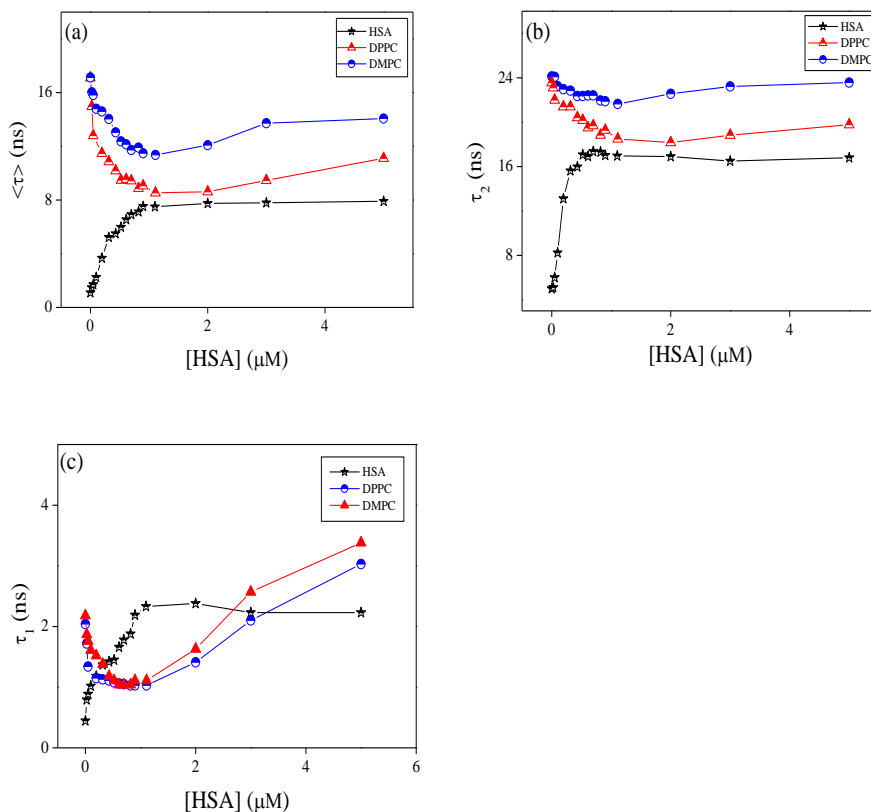 (a)
HSA
DPPC
DMPC
16
8
0
<τ> (ns)
0 2 4
[HSA] (μM)
(b)
HSA
DPPC
DMPC
24
16
8
τ2 (ns)
0 2 4
[HSA] (μM)
(c)
HSA
DPPC
DMPC
4
2
0
τ1 (ns)
0 2 4 6
[HSA] (μM)